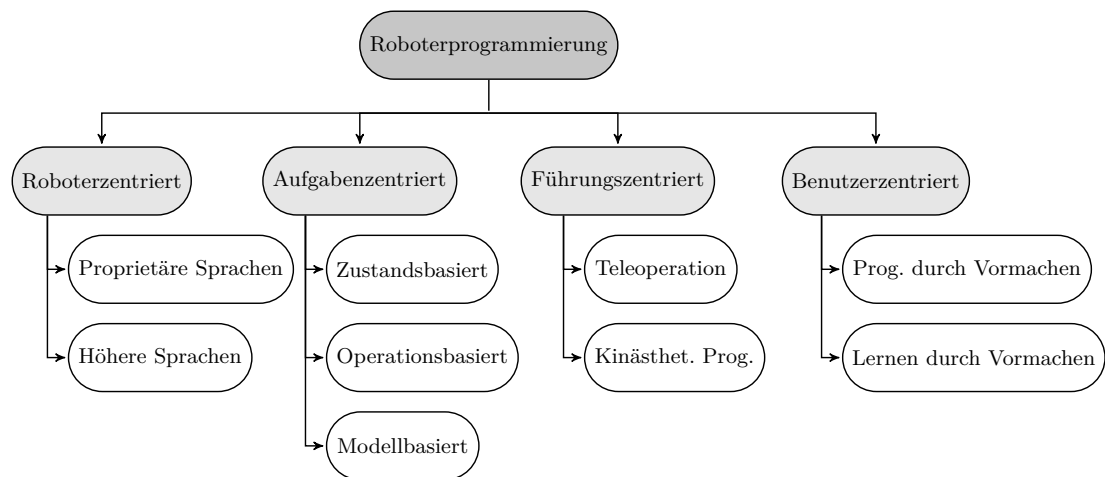 Roboterprogrammierung
Roboterzentriert
Aufgabenzentriert
Führungszentriert
Benutzerzentriert
Proprietäre Sprachen
Zustandsbasiert
Teleoperation
Prog. durch Vormachen
Höhere Sprachen
Operationsbasiert
Kinästhet. Prog.
Lernen durch Vormachen
Modellbasiert